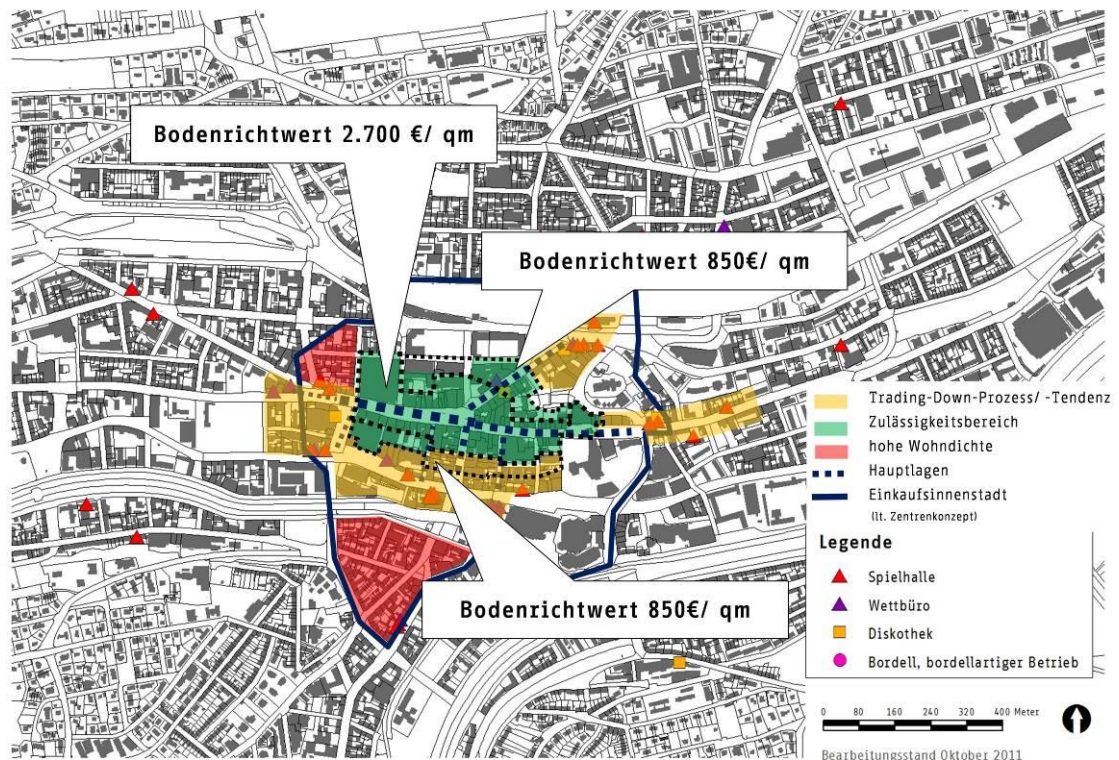 Bodenrichtwert 2.700 €/ qm
Bodenrichtwert 850€/ qm
Bodenrichtwert 850€/ qm
Trading-Down-Prozess/ -Tendenz
Zulässigkeitsbereich
hohe Wohndichte
Hauptlagen
Einkaufsinnenstadt
(lt. Zentrenkonzept)
Legende
Spielhalle
Wettbüro
Diskothek
Bordell, bordellartiger Betrieb
0 80 160 240 320 400 Meter
Bearbeitungsstand Oktober 2011